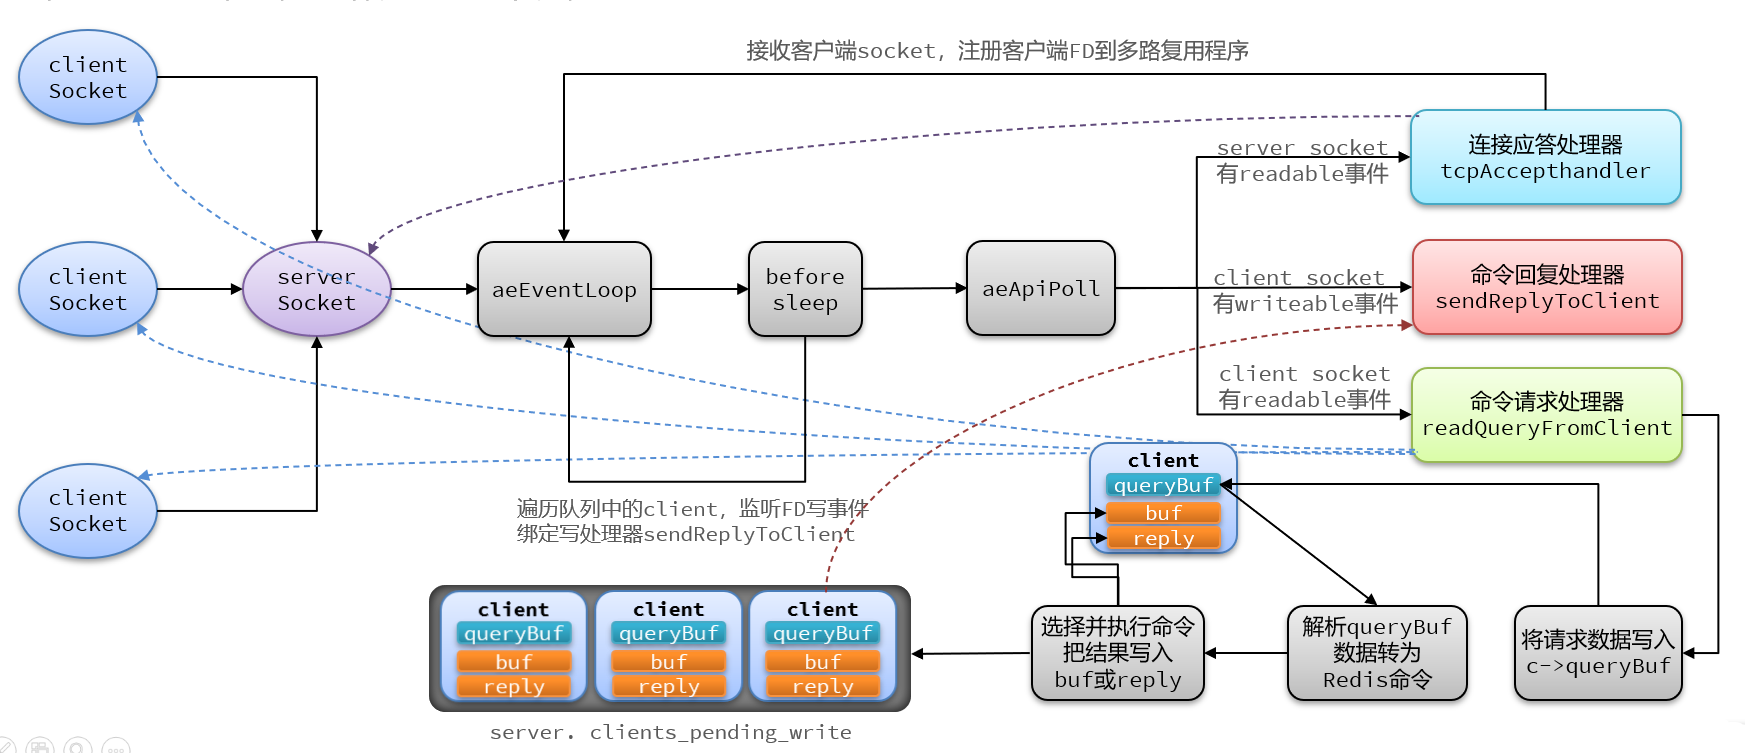 接收客户端socket，注册客户端FD到多路复用程序
client
Socket
server socket
有readable事件
连接应答处理器
tcpAccepthandler
client
Socket
server
Socket
aeEventLoop
before
sleep
aeApiPoll
client socket
有writeable事件
命令回复处理器
sendReplyToClient
client socket
有readable事件
命令请求处理器
readQueryFromClient
client
Socket
遍历队列中的client，监听FD写事件
绑定写处理器sendReplyToClient
client
queryBuf
buf
reply
client
queryBuf
buf
reply
client
queryBuf
buf
reply
client
queryBuf
buf
reply
选择并执行命令
把结果写入
buf或reply
解析queryBuf
数据转为
Redis命令
将请求数据写入
c->queryBuf
server. clients_pending_write